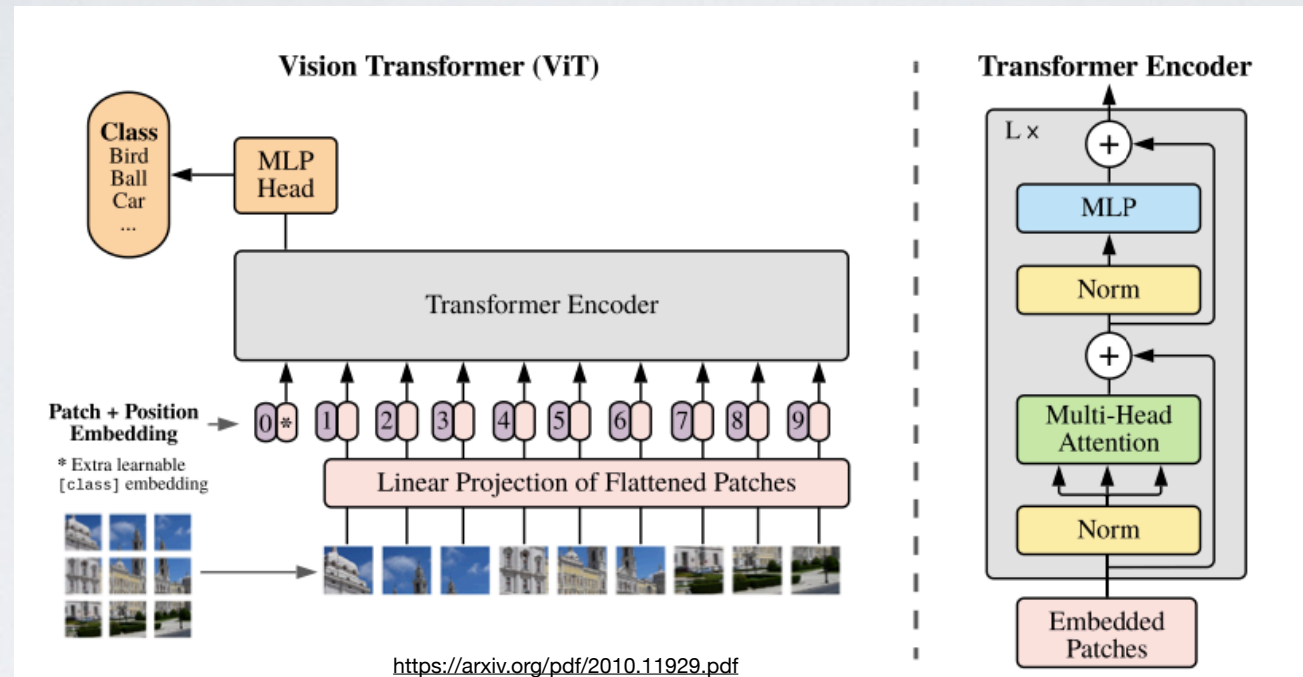 Vision Transformer (ViT)
Class
Bird
Ball
Car
...
MLP
Head
Transformer Encoder
Patch + Position
Embedding
* Extra learnable
[class] embedding
0 * 1 2 3 4 5 6 7 8 9
Linear Projection of Flattened Patches
https://arxiv.org/pdf/2010.11929.pdf
Transformer Encoder
L ×
+
MLP
Norm
+
Multi-Head
Attention
Norm
Embedded
Patches